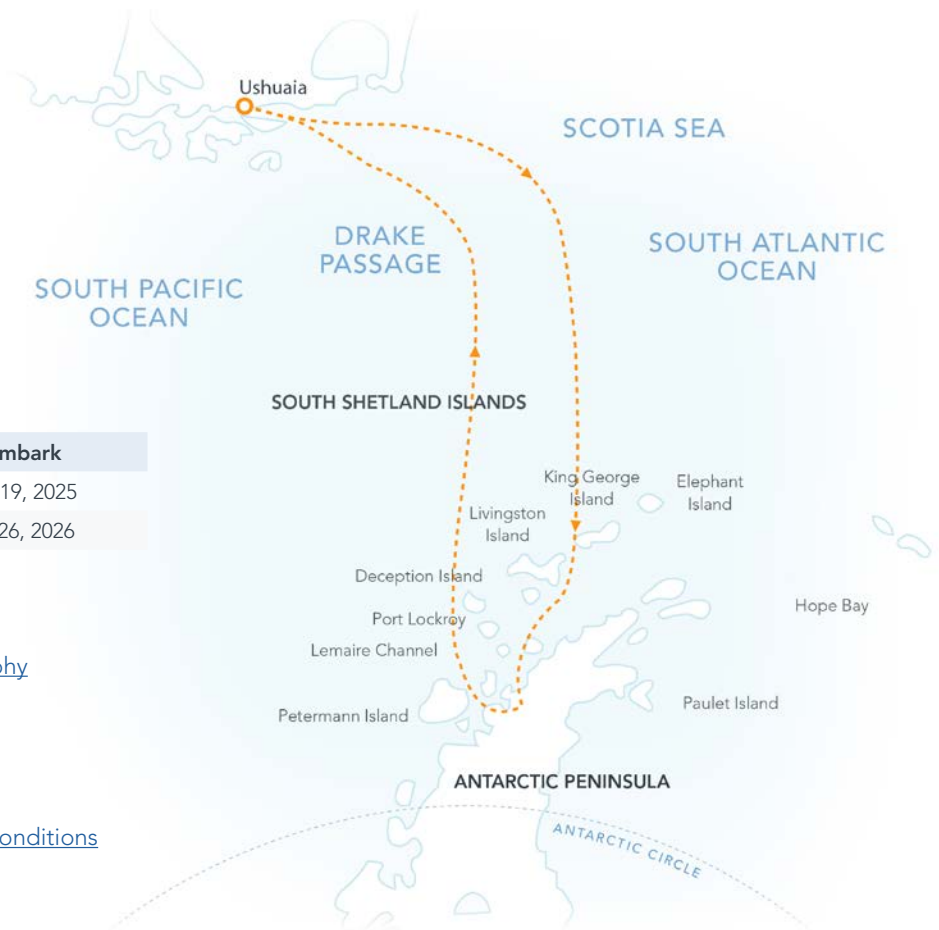 Ushuaia
SCOTIA SEA
DRAKE
PASSAGE
SOUTH ATLANTIC
OCEAN
SOUTH PACIFIC
OCEAN
SOUTH SHETLAND ISLANDS
mbark
19, 2025
26, 2026
King George
Island
Elephant
Island
Livingston
Island
Deception Island
Hope Bay
Port Lockroy
Lemaire Channel
phy
Paulet Island
Petermann Island
ANTARCTIC PENINSULA
onditions
ANTARCTIC CIRCLE